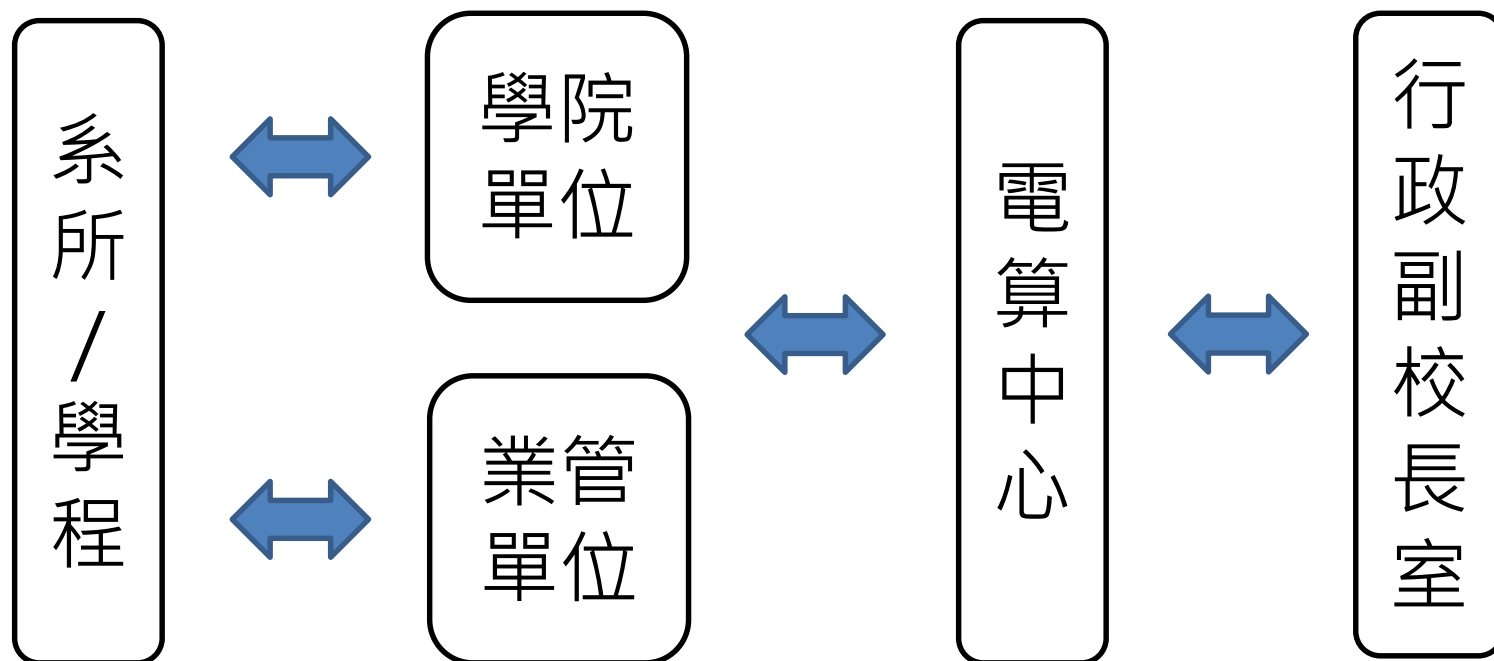 系所/學程
學院
單位
業管
單位
電算中心
行政副校長室